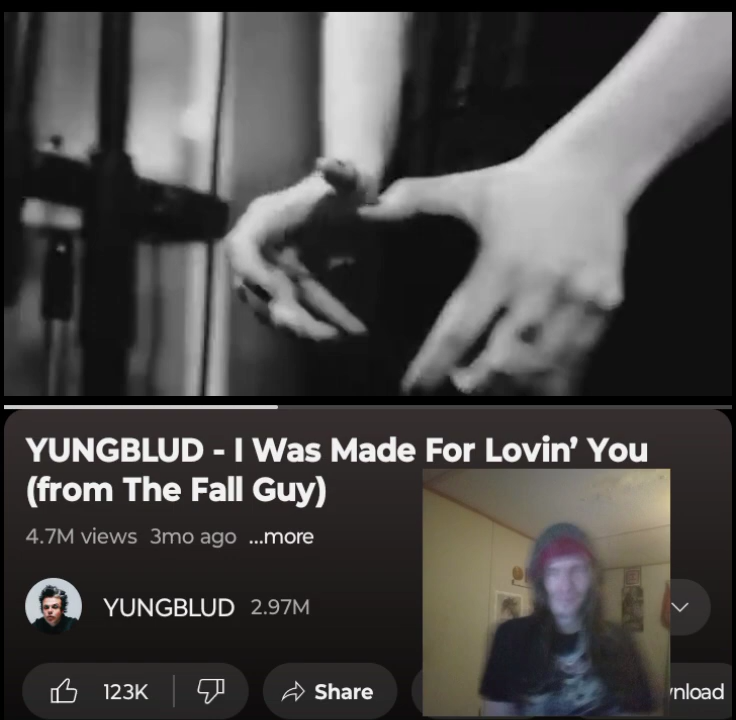 YUNGBLUD - I Was Made For Lovin' You
(from The Fall Guy)
4.7M views 3mo ago ...more
YUNGBLUD 2.97M
123K Share nload